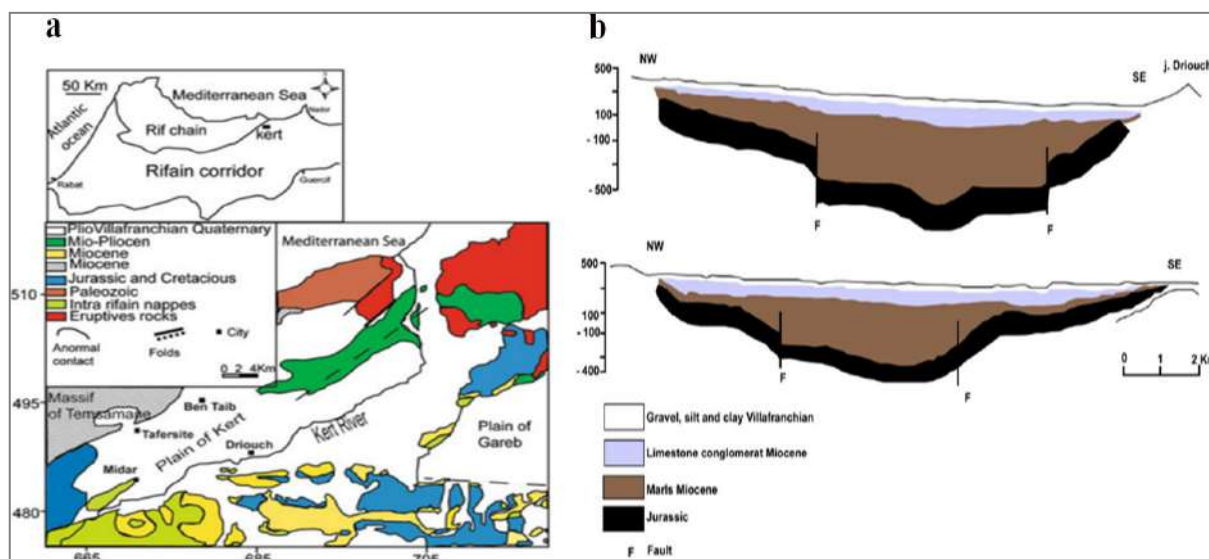 a
50 Km
Mediterranean Sea
Nador
Atlantic ocean
Rif chain
kert
Rifain corridor
Rabat
Guercif
PlioVillafranchian Quaternary
Mio-Pliocen
Miocene
Miocene
Jurassic and Cretacious
Paleozoic
Intra rifain nappes
Eruptives rocks
Anormal contact
Folds
City
0 2 4Km
Mediterranean Sea
510
495
480
Massif of Temsamane
Ben Taib
Tafersite
Plain of Kert
Kert River
Driouch
Midar
Plain of Gareb
665
685
705
b
NW
SE
j. Driouch
500
100
-100
-500
F
F
NW
SE
500
100
-100
-400
F
F
0 1 2 Km
Gravel, silt and clay Villafranchian
Limestone conglomerat Miocene
Marls Miocene
Jurassic
F Fault